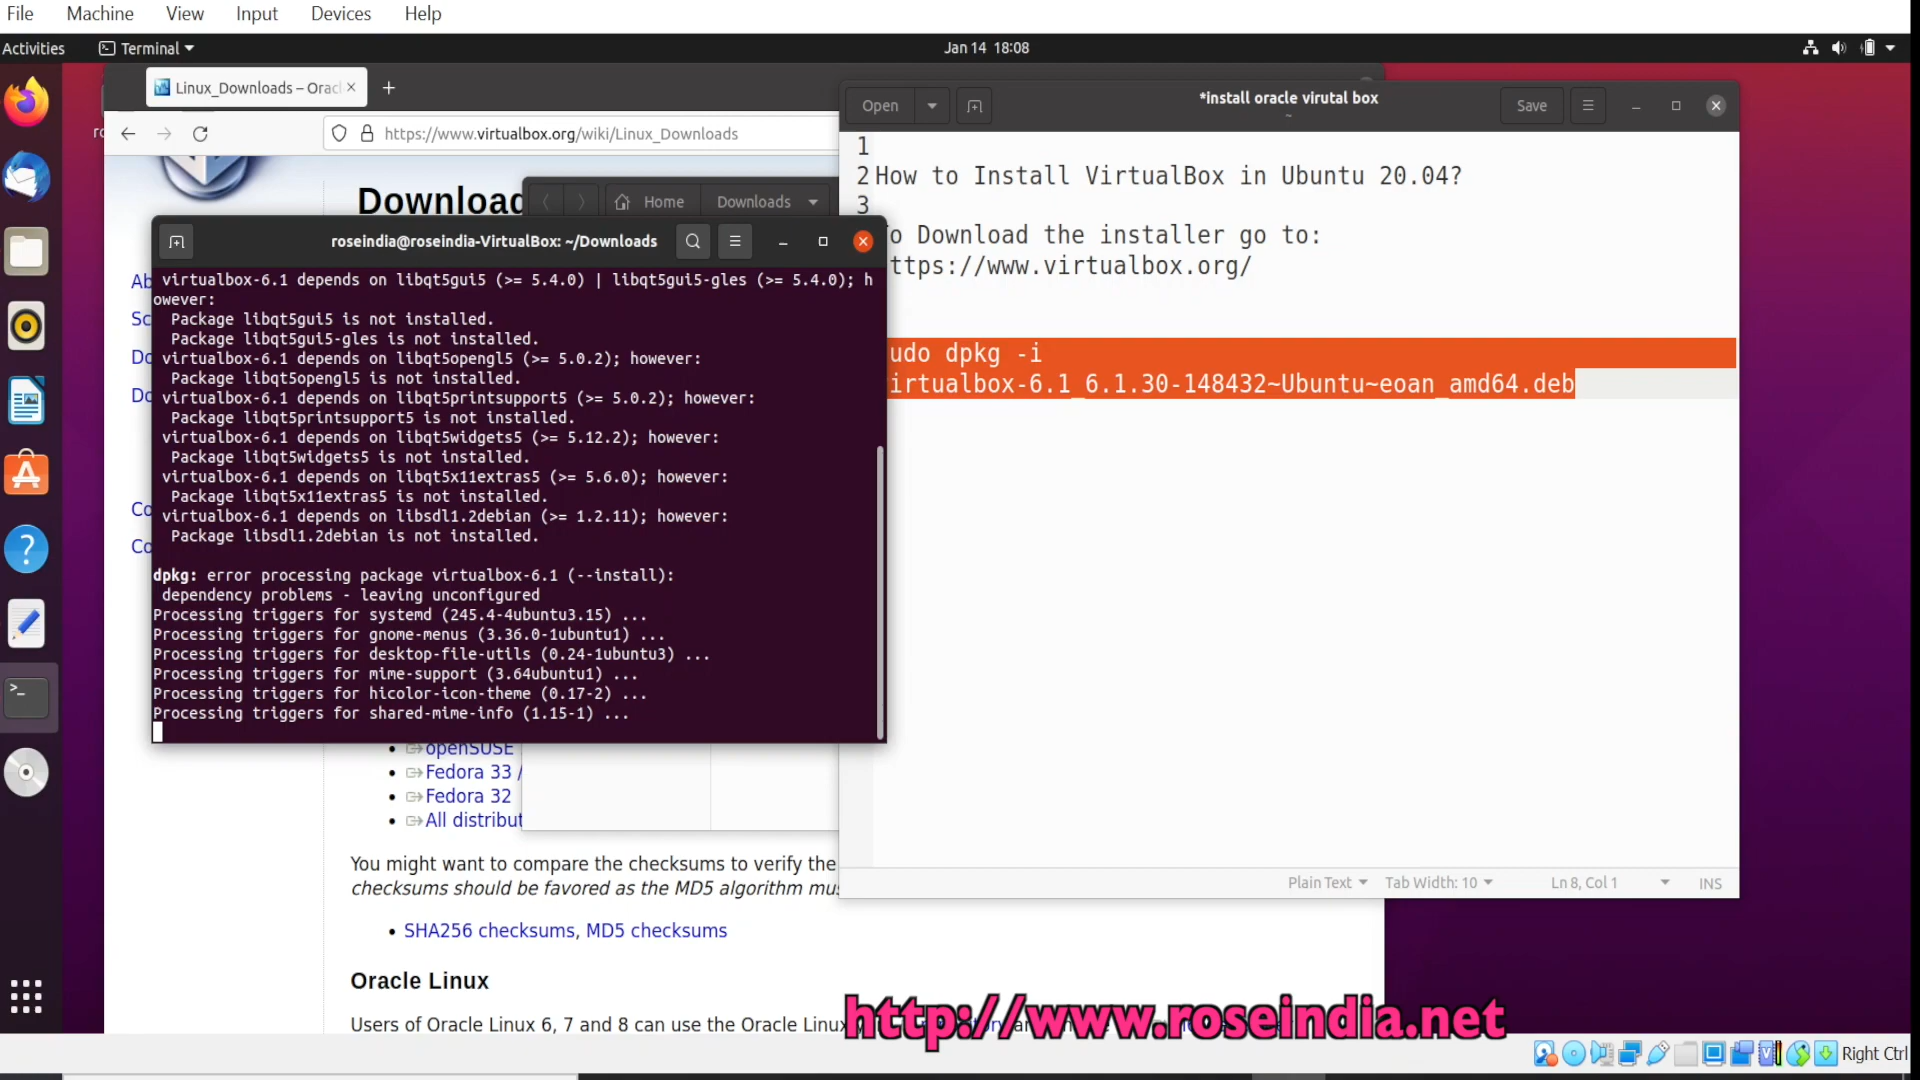 File Machine View Input Devices Help
Activities Terminal Jan 14 18:08
Linux_Downloads – Orac
https://www.virtualbox.org/wiki/Linux_Downloads
Download
Home Downloads
Ab
Sc
Do
Do
Co
Co
roseindia@roseindia-VirtualBox: ~/Downloads
virtualbox-6.1 depends on libqt5gui5 (>= 5.4.0) | libqt5gui5-gles (>= 5.4.0); h
owever:
Package libqt5gui5 is not installed.
Package libqt5gui5-gles is not installed.
virtualbox-6.1 depends on libqt5opengl5 (>= 5.0.2); however:
Package libqt5opengl5 is not installed.
virtualbox-6.1 depends on libqt5printsupport5 (>= 5.0.2); however:
Package libqt5printsupport5 is not installed.
virtualbox-6.1 depends on libqt5widgets5 (>= 5.12.2); however:
Package libqt5widgets5 is not installed.
virtualbox-6.1 depends on libqt5x11extras5 (>= 5.6.0); however:
Package libqt5x11extras5 is not installed.
virtualbox-6.1 depends on libsdl1.2debian (>= 1.2.11); however:
Package libsdl1.2debian is not installed.
dpkg: error processing package virtualbox-6.1 (--install):
dependency problems - leaving unconfigured
Processing triggers for systemd (245.4-4ubuntu3.15) ...
Processing triggers for gnome-menus (3.36.0-1ubuntu1) ...
Processing triggers for desktop-file-utils (0.24-1ubuntu3) ...
Processing triggers for mime-support (3.64ubuntu1) ...
Processing triggers for hicolor-icon-theme (0.17-2) ...
Processing triggers for shared-mime-info (1.15-1) ...
openSUSE
Fedora 33 /
Fedora 32
All distribut
You might want to compare the checksums to verify the
checksums should be favored as the MD5 algorithm mus
SHA256 checksums, MD5 checksums
Oracle Linux
Users of Oracle Linux 6, 7 and 8 can use the Oracle Linux
Open *install oracle virutal box Save
~
1
2 How to Install VirtualBox in Ubuntu 20.04?
3
o Download the installer go to:
ttps://www.virtualbox.org/
udo dpkg -i
irtualbox-6.1_6.1.30-148432~Ubuntu~eoan_amd64.deb
Plain Text Tab Width: 10 Ln 8, Col 1 INS
http://www.roseindia.net
Right Ctrl